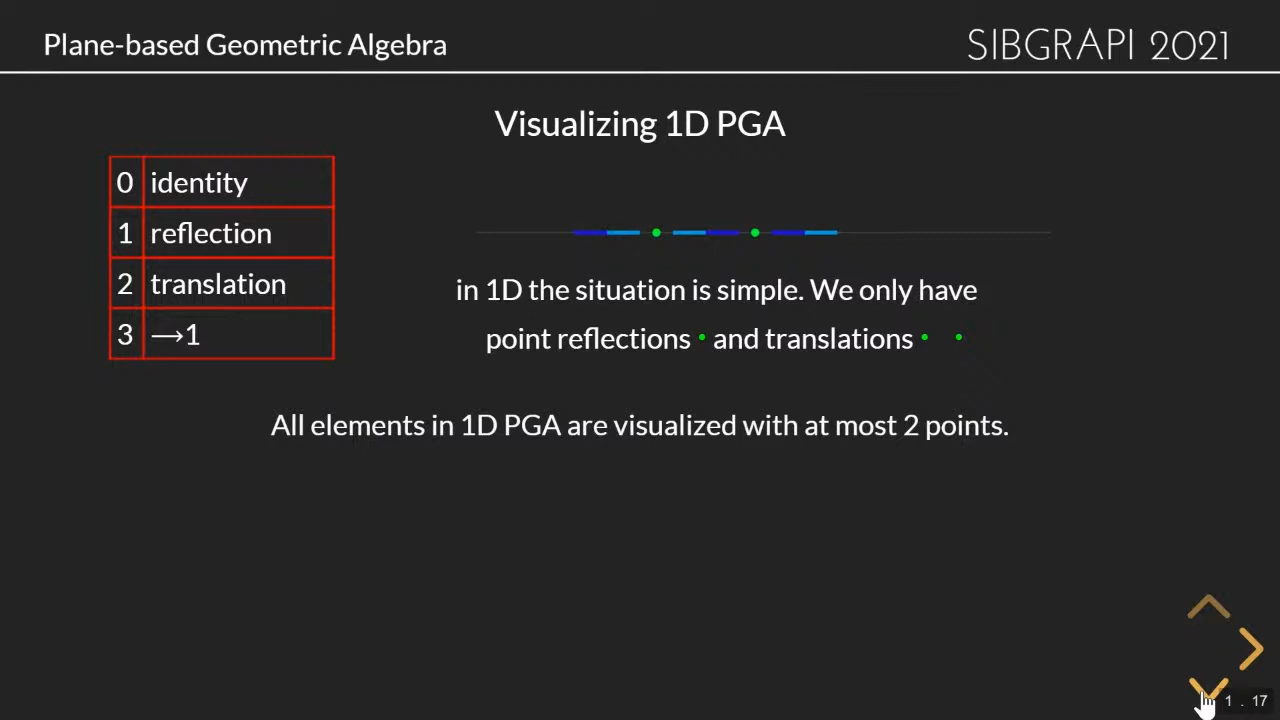 Plane-based Geometric Algebra
SIBGRAPI 2021
Visualizing 1D PGA
0 identity
1 reflection
2 translation
3 →1
in 1D the situation is simple. We only have
point reflections • and translations • •
All elements in 1D PGA are visualized with at most 2 points.
1 . 17